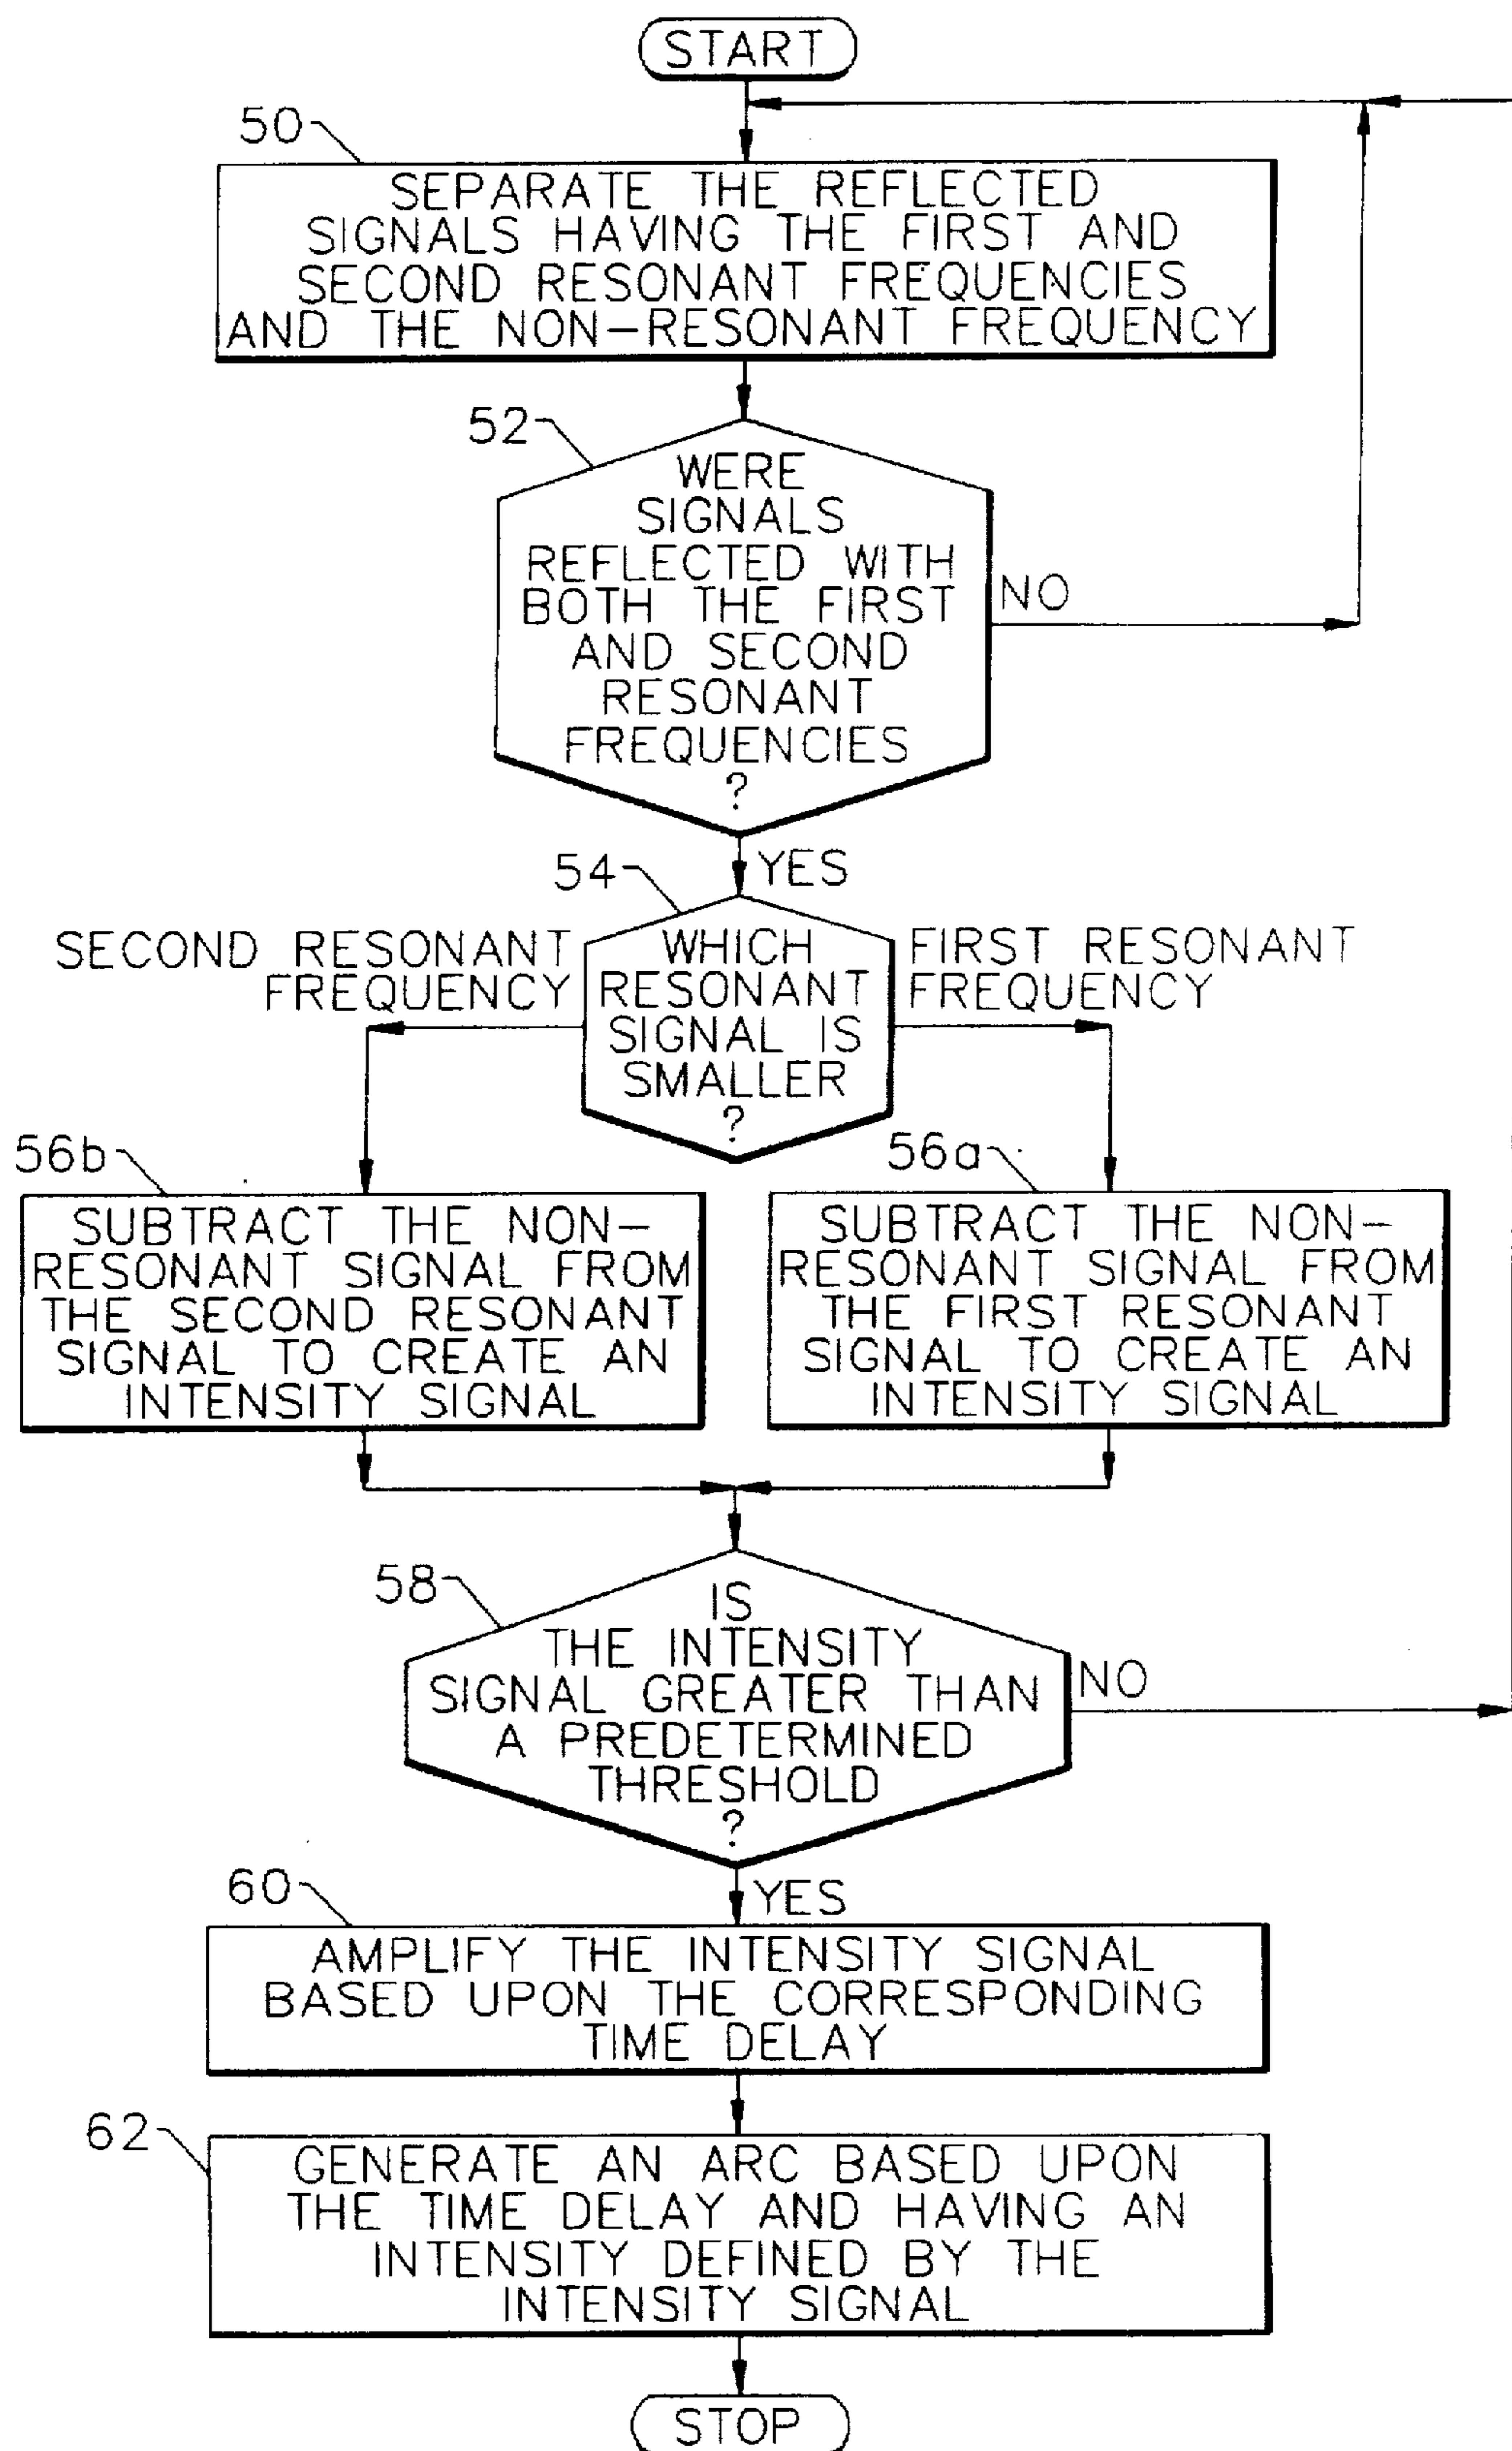 START
50
SEPARATE THE REFLECTED
SIGNALS HAVING THE FIRST AND
SECOND RESONANT FREQUENCIES
AND THE NON-RESONANT FREQUENCY
52
WERE
SIGNALS
REFLECTED WITH
BOTH THE FIRST
AND SECOND
RESONANT
FREQUENCIES
?
NO
YES
54
SECOND RESONANT
FREQUENCY
WHICH
RESONANT
SIGNAL IS
SMALLER
?
FIRST RESONANT
FREQUENCY
56b
SUBTRACT THE NON-
RESONANT SIGNAL FROM
THE SECOND RESONANT
SIGNAL TO CREATE AN
INTENSITY SIGNAL
56a
SUBTRACT THE NON-
RESONANT SIGNAL FROM
THE FIRST RESONANT
SIGNAL TO CREATE AN
INTENSITY SIGNAL
58
IS
THE INTENSITY
SIGNAL GREATER THAN
A PREDETERMINED
THRESHOLD
?
NO
YES
60
AMPLIFY THE INTENSITY SIGNAL
BASED UPON THE CORRESPONDING
TIME DELAY
62
GENERATE AN ARC BASED UPON
THE TIME DELAY AND HAVING AN
INTENSITY DEFINED BY THE
INTENSITY SIGNAL
STOP